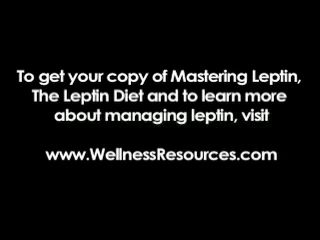 To get your copy of Mastering Leptin,
The Leptin Diet and to learn more
about managing leptin, visit
www.WellnessResources.com